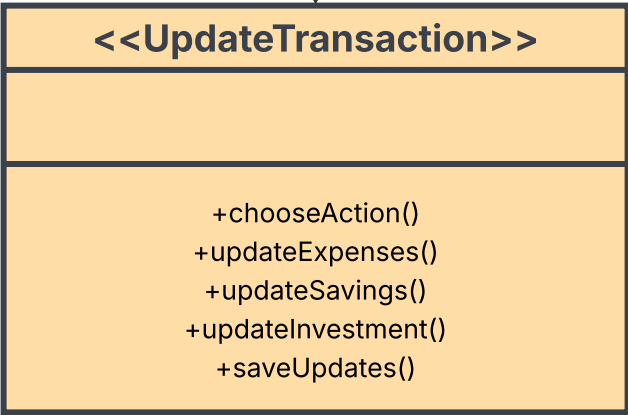 <<UpdateTransaction>>
+chooseAction()
+updateExpenses()
+updateSavings()
+updateInvestment()
+saveUpdates()